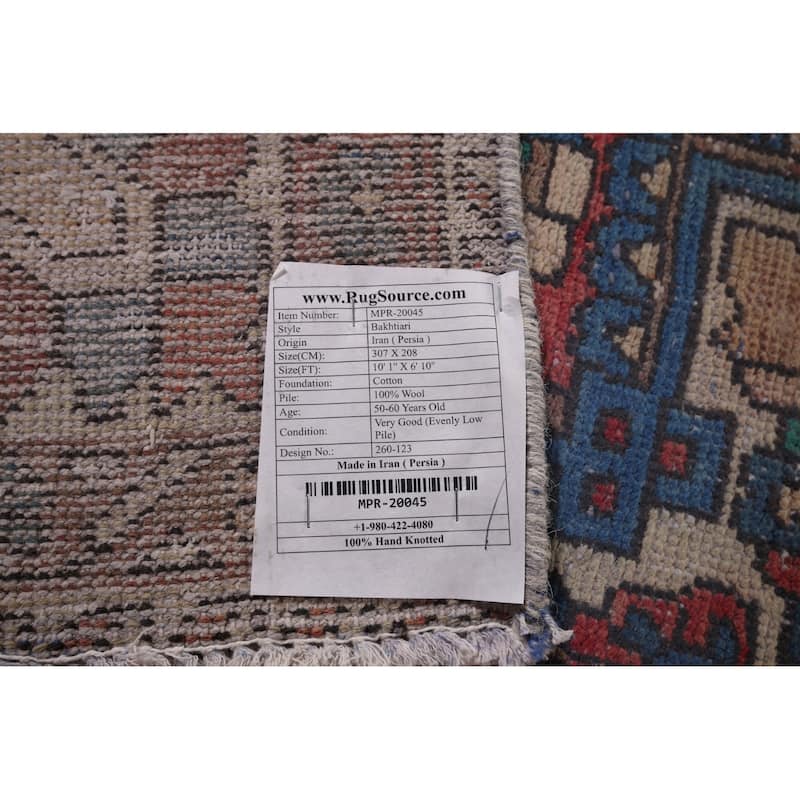 www.RugSource.com
Item Number: MPR-20045
Style Bakhtiari
Origin Iran ( Persia )
Size(CM): 307 X 208
Size(FT): 10' 1" X 6' 10"
Foundation: Cotton
Pile: 100% Wool
Age: 50-60 Years Old
Condition: Very Good (Evenly Low
Pile)
Design No.: 260-123
Made in Iran ( Persia )
MPR-20045
+1-980-422-4080
100% Hand Knotted